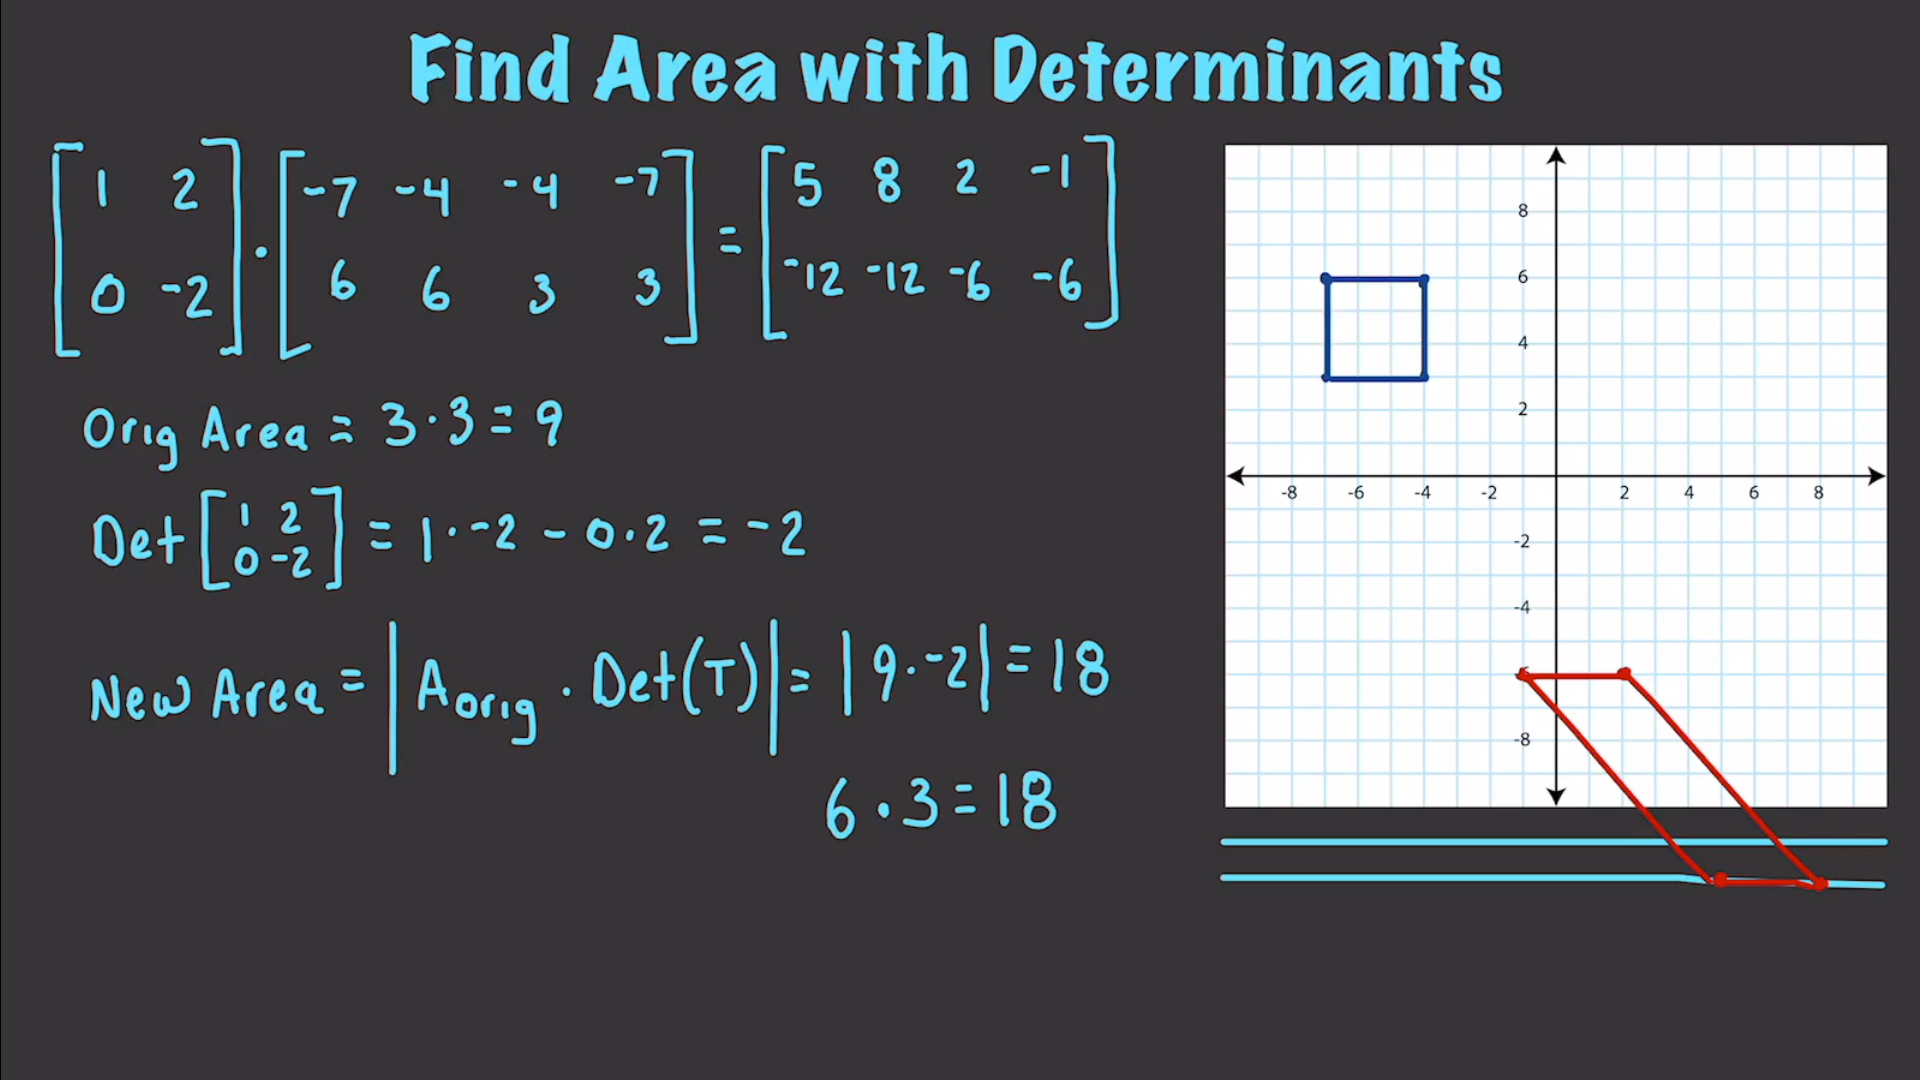 Find Area with Determinants
[1 2] · [-7 -4 -4 -7] = [5 8 2 -1]
[0 -2] [6 6 3 3] [-12 -12 -6 -6]
Orig Area = 3 · 3 = 9
Det [1 2] = 1 · -2 - 0 · 2 = -2
[0 -2]
New Area = | A orig · Det(T) | = | 9 · -2 | = 18
6 · 3 = 18
8
6
4
2
-8 -6 -4 -2 2 4 6 8
-2
-4
-8